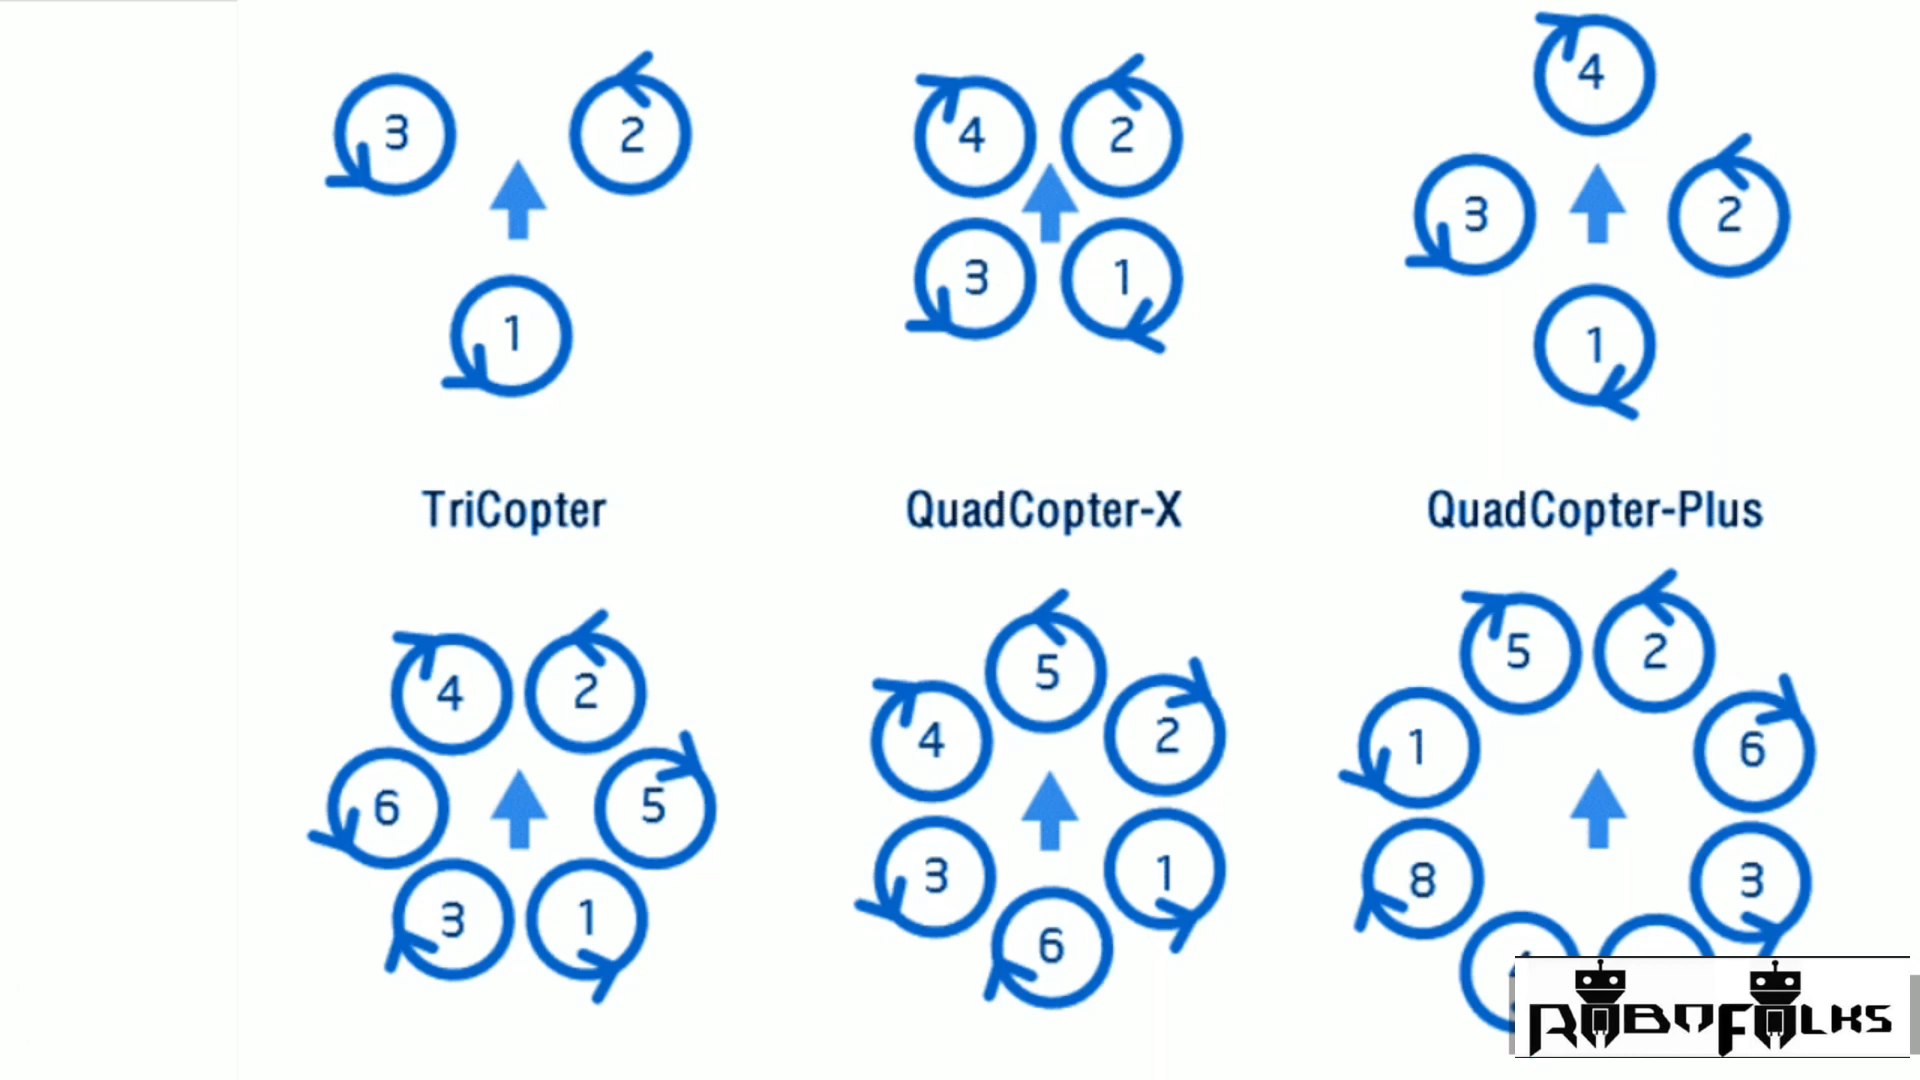 4
3 2 4 2
3 2
3 1
1 1
TriCopter QuadCopter-X QuadCopter-Plus
5 2
4 2 5
4 2 1 6
6 5
3 1 8 3
3 1 6
ROBOFOLKS